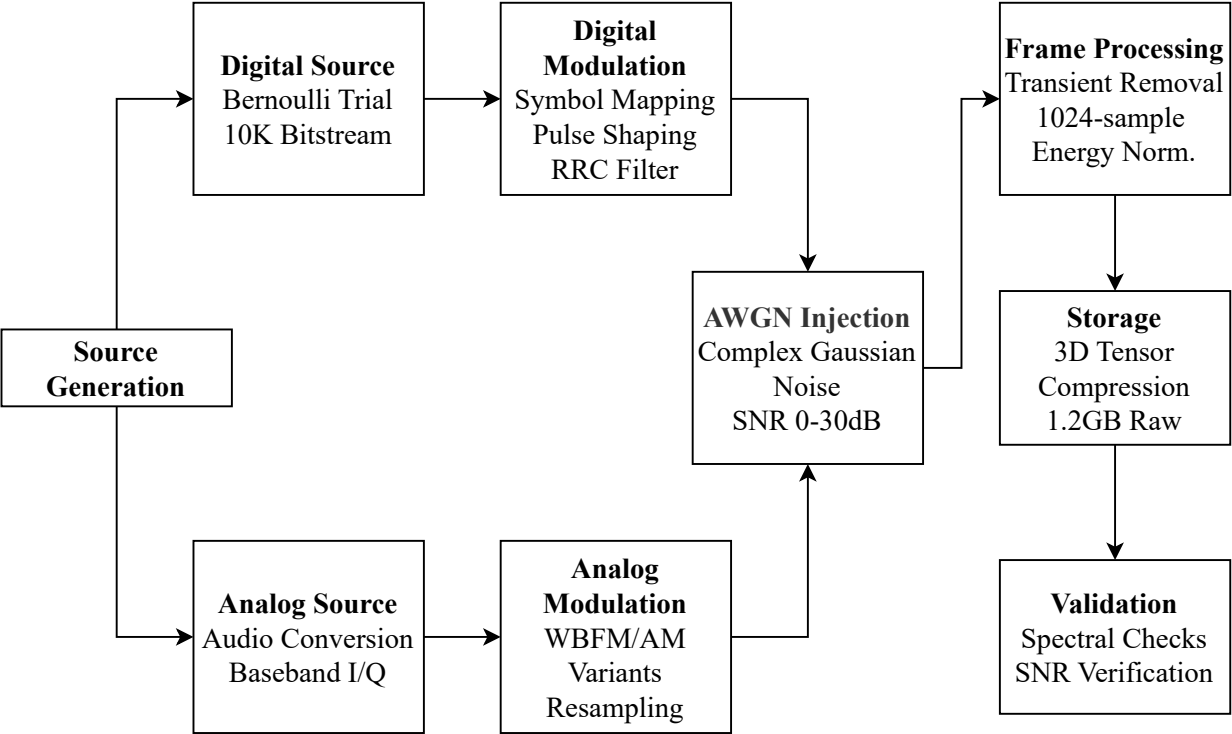 Source
Generation
Digital Source
Bernoulli Trial
10K Bitstream
Digital
Modulation
Symbol Mapping
Pulse Shaping
RRC Filter
Analog Source
Audio Conversion
Baseband I/Q
Analog
Modulation
WBFM/AM
Variants
Resampling
AWGN Injection
Complex Gaussian
Noise
SNR 0-30dB
Frame Processing
Transient Removal
1024-sample
Energy Norm.
Storage
3D Tensor
Compression
1.2GB Raw
Validation
Spectral Checks
SNR Verification